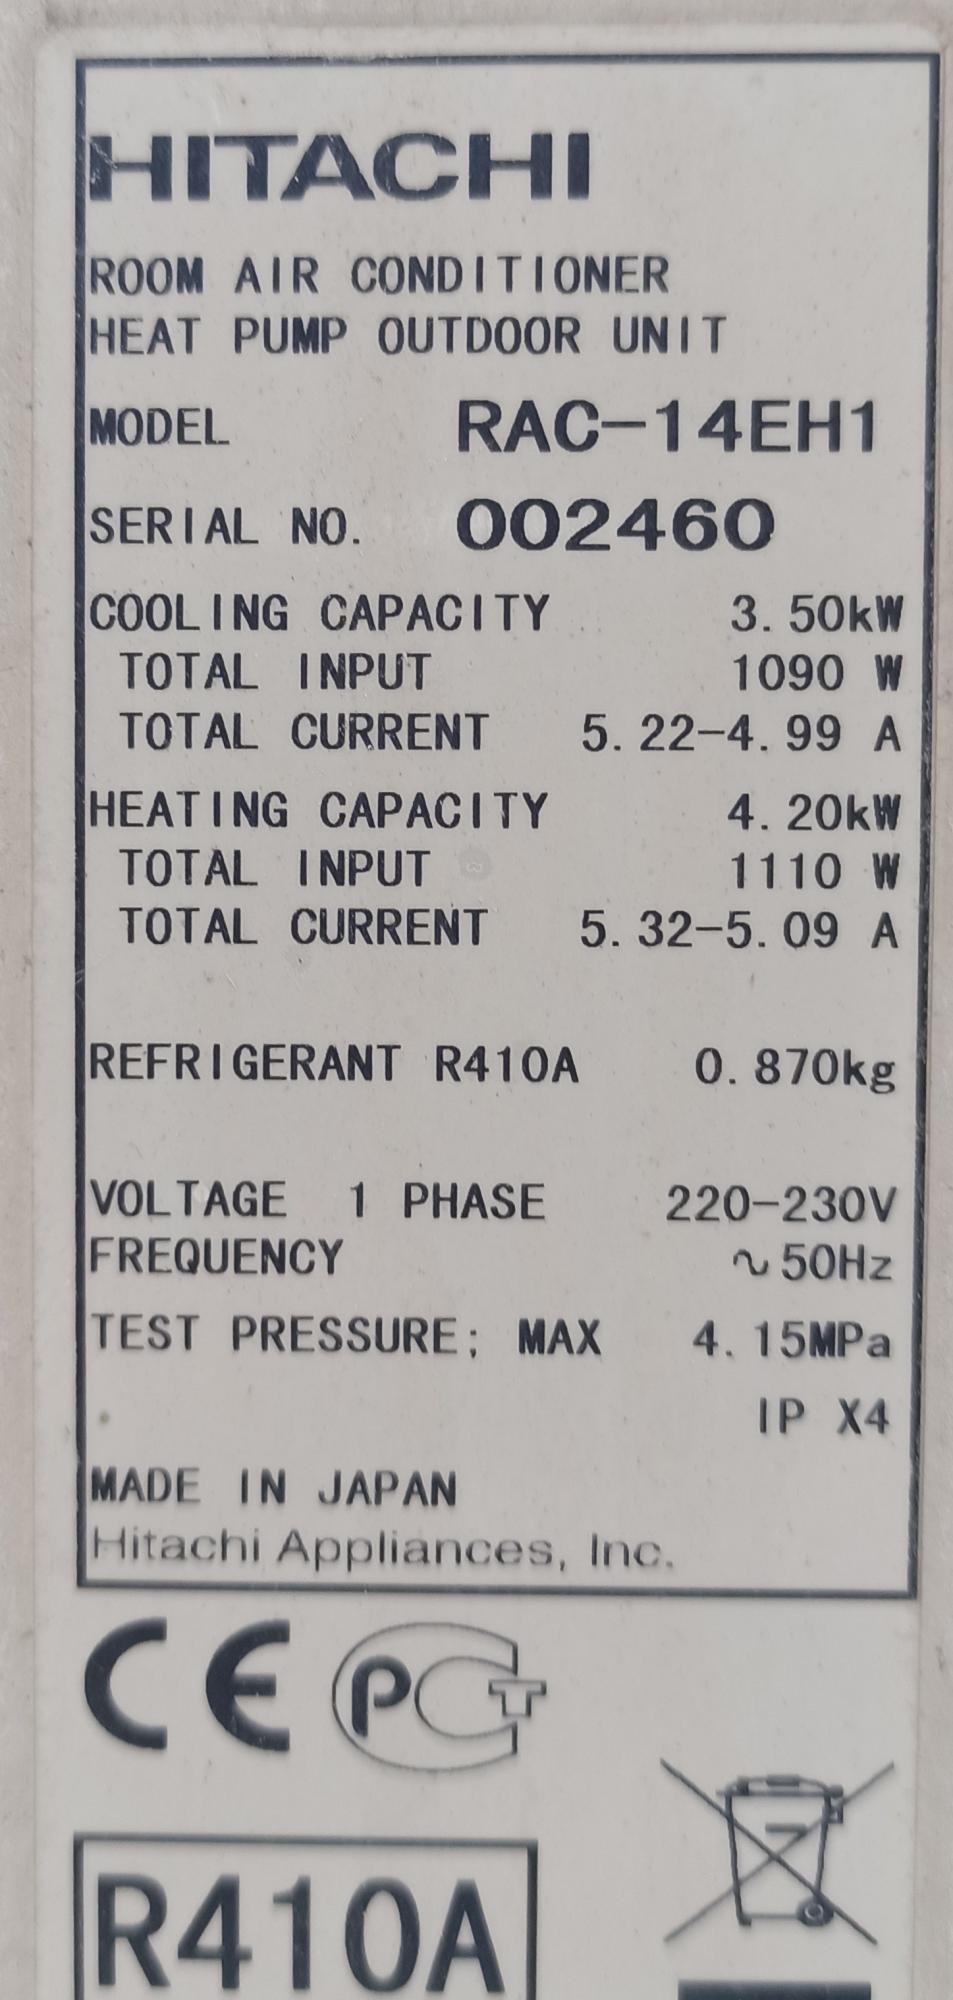 HITACHI
ROOM AIR CONDITIONER
HEAT PUMP OUTDOOR UNIT
MODEL RAC-14EH1
SERIAL NO. 002460
COOLING CAPACITY 3.50kW
TOTAL INPUT 1090 W
TOTAL CURRENT 5.22-4.99 A
HEATING CAPACITY 4.20kW
TOTAL INPUT 1110 W
TOTAL CURRENT 5.32-5.09 A
REFRIGERANT R410A 0.870kg
VOLTAGE 1 PHASE 220-230V
FREQUENCY ~50Hz
TEST PRESSURE; MAX 4.15MPa
IP X4
MADE IN JAPAN
Hitachi Appliances, Inc.
CE PCT
R410A